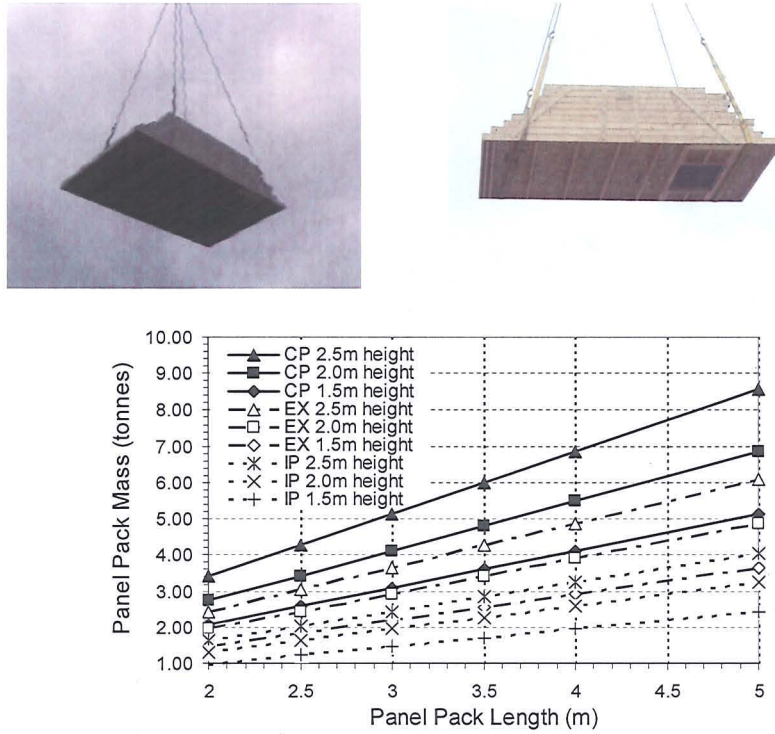 10.00
9.00
8.00
7.00
6.00
5.00
4.00
3.00
2.00
1.00
Panel Pack Mass (tonnes)
CP 2.5m height
CP 2.0m height
CP 1.5m height
EX 2.5m height
EX 2.0m height
EX 1.5m height
IP 2.5m height
IP 2.0m height
IP 1.5m height
2 2.5 3 3.5 4 4.5 5
Panel Pack Length (m)